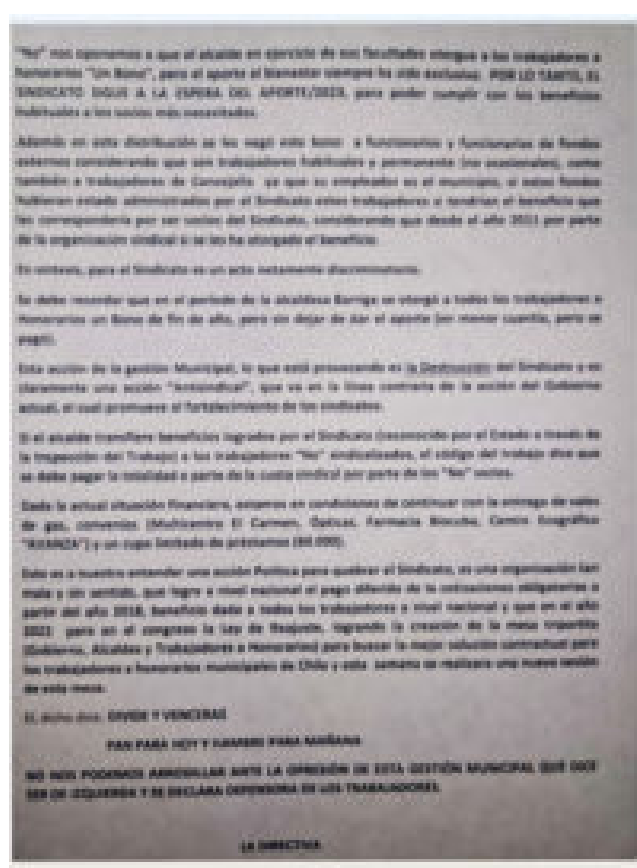 "No" nos oponemos a que el alcalde en ejercicio de sus facultades otorgue a los trabajadores a
honorarios "Un Bono", pero el aporte al bienestar siempre ha sido exclusivo. POR LO TANTO, EL
SINDICATO SIGUE A LA ESPERA DEL APORTE/2023, para poder cumplir con los beneficios
habituales a los socios más necesitados.
Además en esta distribución se les negó este bono a funcionarios y funcionarias de fondos
externos considerando que son trabajadores habituales y permanente (no ocasionales), como
también a trabajadores de Concejalía ya que su empleador es el municipio, si estos fondos
hubieran estado administrados por el Sindicato estos trabajadores si tendrían el beneficio que
les correspondería por ser socios del Sindicato, considerando que desde el año 2011 por parte
de la organización sindical si se les ha otorgado el beneficio.
En síntesis, para el Sindicato es un acto netamente discriminatorio.
Se debe recordar que en el periodo de la alcaldesa Barriga se otorgó a todos los trabajadores a
Honorarios un Bono de fin de año, pero sin dejar de dar el aporte (en menor cuantía, pero se
pagó).
Esta acción de la gestión Municipal, lo que está provocando es la Destrucción del Sindicato y es
claramente una acción "Antisindical", que va en la línea contraria de la acción del Gobierno
actual, el cual promueve el fortalecimiento de los sindicatos.
Si el alcalde transfiere beneficios logrados por el Sindicato (reconocido por el Estado a través de
la Inspección del Trabajo) a los trabajadores "No" sindicalizados, el código del trabajo dice que
se debe pagar la totalidad o parte de la cuota sindical por parte de los "No" socios.
Dada la actual situación financiera, estamos en condiciones de continuar con la entrega de vales
de gas, convenios (Multicentro El Carmen, Ópticas, Farmacia Biocuba, Centro Ecográfico
"AVANZA") y un cupo limitado de préstamos (60.000).
Esto es a nuestro entender una acción Política para quebrar el Sindicato, es una organización tan
mala y sin sentido, que logro a nivel nacional el pago diferido de la cotizaciones obligatorias a
partir del año 2018, beneficio dado a todos los trabajadores a nivel nacional y que en el año
2022 paro en el congreso la Ley de Reajuste, logrando la creación de la mesa tripartita
(Gobierno, Alcaldes y Trabajadores a Honorarios) para buscar la mejor solución contractual para
los trabajadores a honorarios municipales de Chile y esta semana se realizara una nueva sesión
de esta mesa.
EL dicho dice: DIVIDE Y VENCERAS
PAN PARA HOY Y HAMBRE PARA MAÑANA
NO NOS PODEMOS ARRODILLAR ANTE LA OPRESIÓN DE ESTA GESTIÓN MUNICIPAL QUE DICE
SER DE IZQUIERDA Y SE DECLARA DEFENSORA DE LOS TRABAJADORES.
LA DIRECTIVA